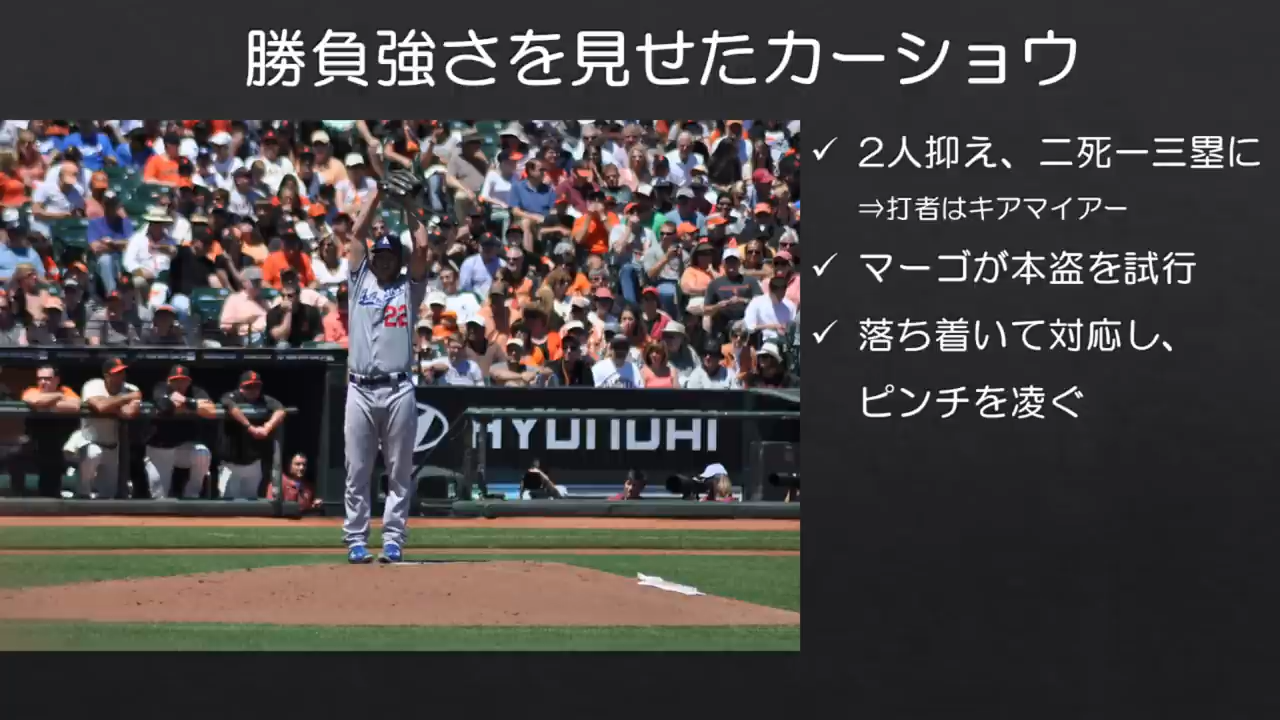 勝負強さを見せたカーショウ
✓ 2人抑え、二死一三塁に
⇒打者はキアマイアー
✓ マーゴが本盗を試行
✓ 落ち着いて対応し、
ピンチを凌ぐ
22
HYUNDAI